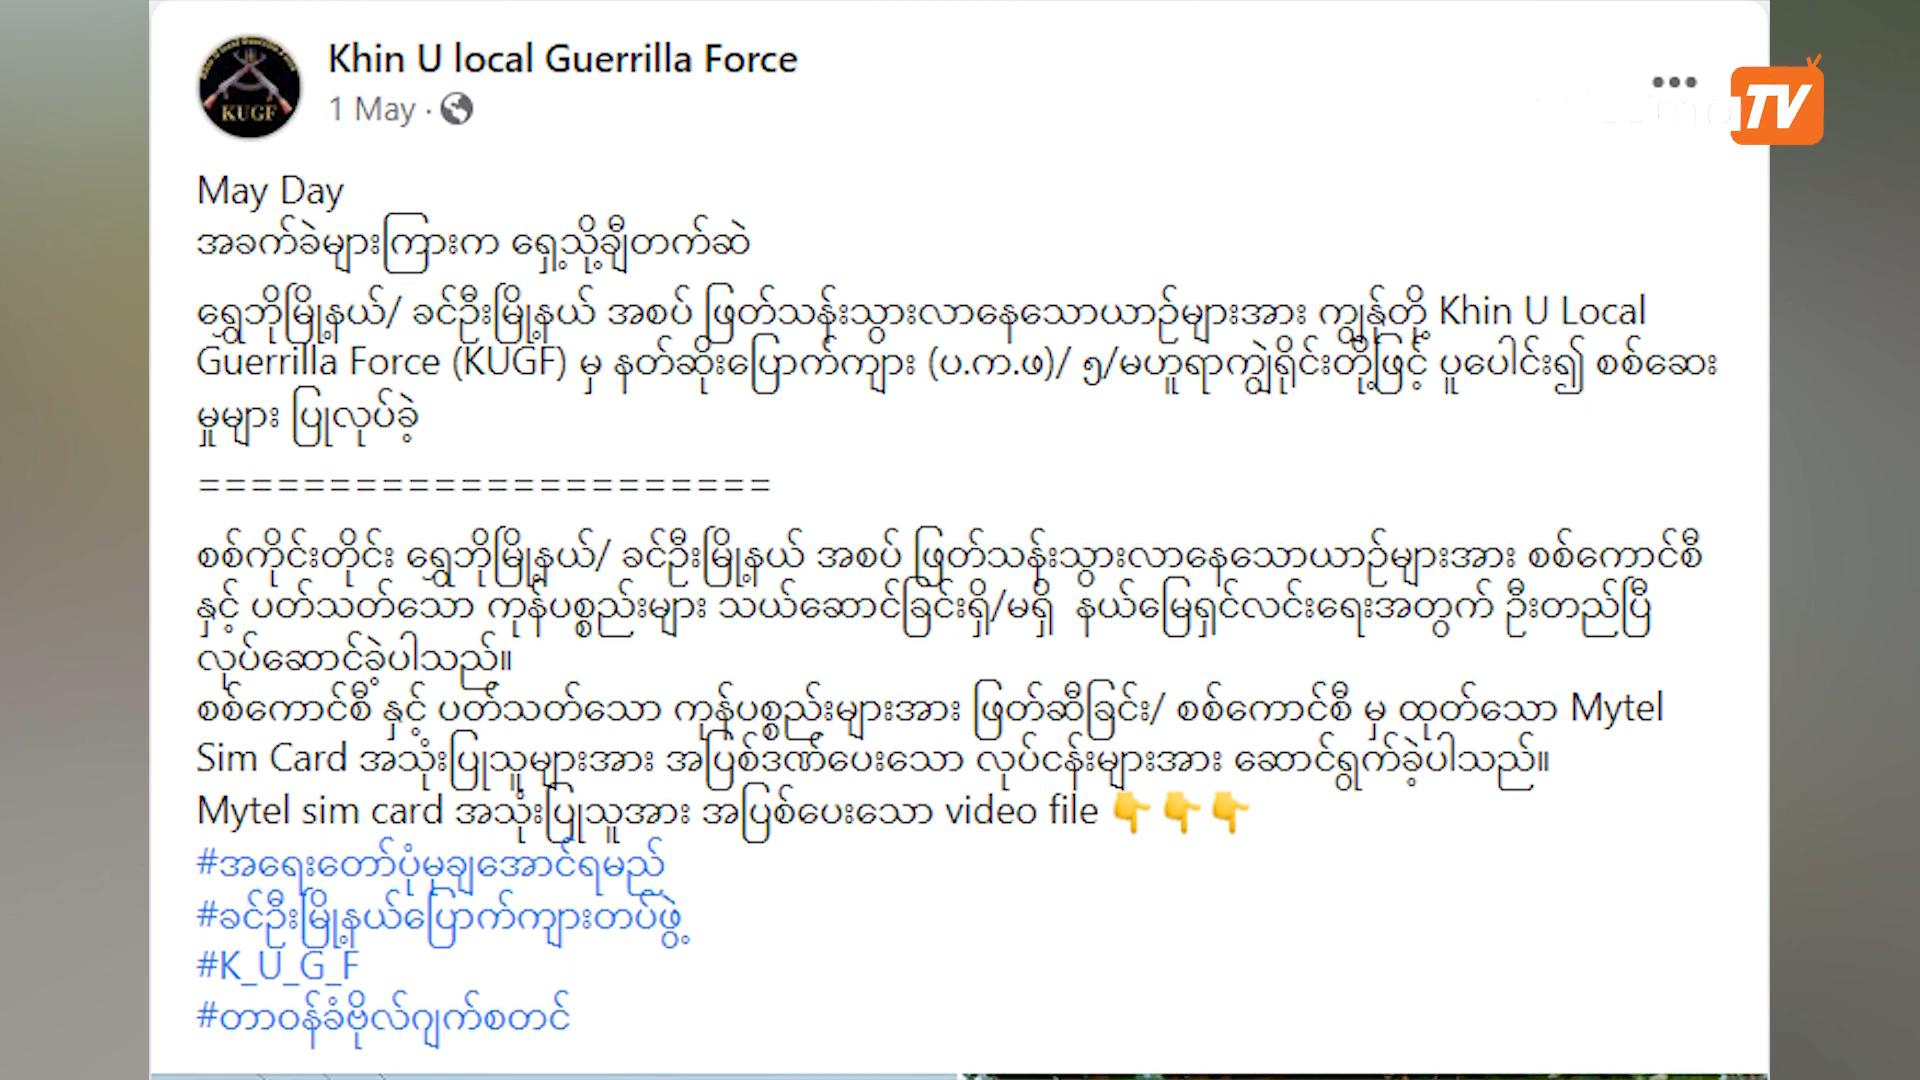 Khin U local Guerrilla Force
1 May ·
KUGF
TV
May Day
အခက်ခဲများကြားက ရှေ့သို့ချီတက်ဆဲ
ရွှေဘိုမြို့နယ်/ ခင်ဦးမြို့နယ် အစပ် ဖြတ်သန်းသွားလာနေသောယာဉ်များအား ကျွန်တို့ Khin U Local
Guerrilla Force (KUGF) မှ နတ်ဆိုးပြောက်ကျား (ပ.က.ဖ)/ ၅/မဟူရာကျွဲရိုင်းတို့ဖြင့် ပူပေါင်း၍ စစ်ဆေး
မှုများ ပြုလုပ်ခဲ့
======================
စစ်ကိုင်းတိုင်း ရွှေဘိုမြို့နယ်/ ခင်ဦးမြို့နယ် အစပ် ဖြတ်သန်းသွားလာနေသောယာဉ်များအား စစ်ကောင်စီ
နှင့် ပတ်သတ်သော ကုန်ပစ္စည်းများ သယ်ဆောင်ခြင်းရှိ/မရှိ နယ်မြေရှင်လင်းရေးအတွက် ဦးတည်ပြီ
လုပ်ဆောင်ခဲ့ပါသည်။
စစ်ကောင်စီ နှင့် ပတ်သတ်သော ကုန်ပစ္စည်းများအား ဖြတ်ဆီခြင်း/ စစ်ကောင်စီ မှ ထုတ်သော Mytel
Sim Card အသုံးပြုသူများအား အပြစ်ဒဏ်ပေးသော လုပ်ငန်းများအား ဆောင်ရွက်ခဲ့ပါသည်။
Mytel sim card အသုံးပြုသူအား အပြစ်ပေးသော video file 👇👇👇
#အရေးတော်ပုံမုချအောင်ရမည်
#ခင်ဦးမြို့နယ်ပြောက်ကျားတပ်ဖွဲ့
#K_U_G_F
#တာဝန်ခံဗိုလ်ဂျက်စတင်